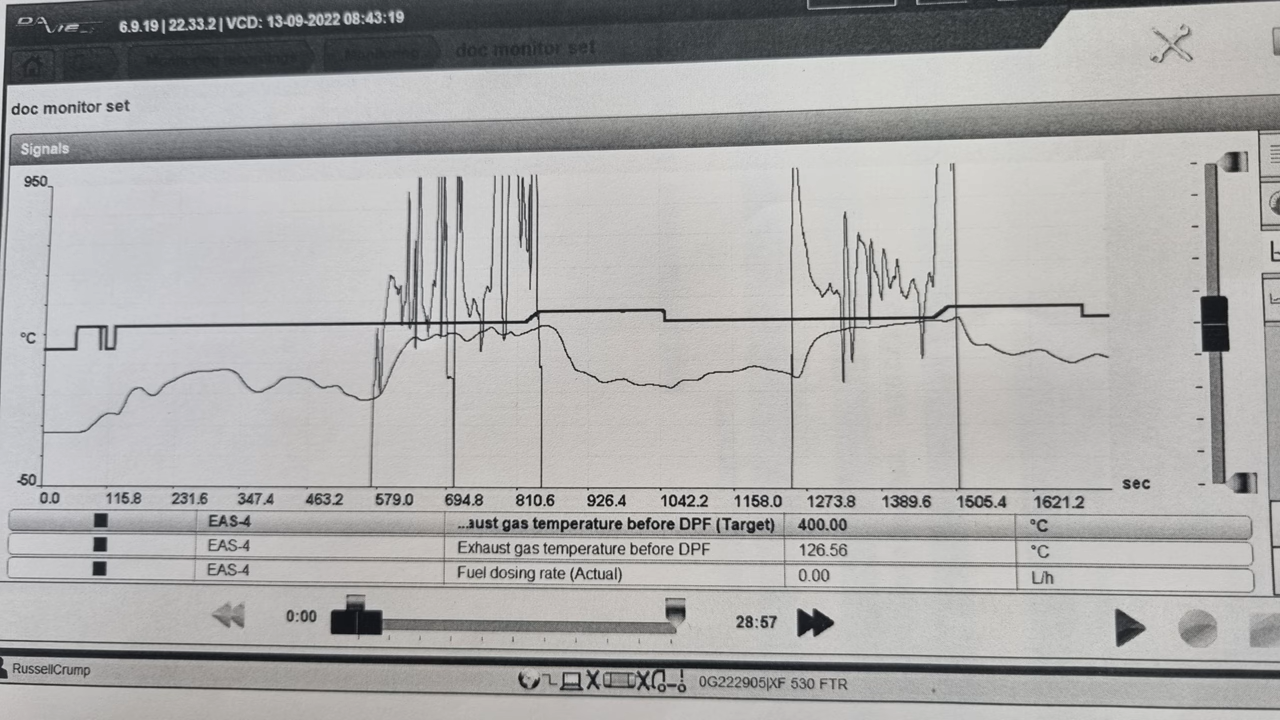 DAVIE 6.9.19 | 22.33.2 | VCD: 13-09-2022 08:43:19
doc monitor set
doc monitor set
Signals
950
°C
-50
0.0 115.8 231.6 347.4 463.2 579.0 694.8 810.6 926.4 1042.2 1158.0 1273.8 1389.6 1505.4 1621.2 sec
EAS-4 ...aust gas temperature before DPF (Target) 400.00 °C
EAS-4 Exhaust gas temperature before DPF 126.56 °C
EAS-4 Fuel dosing rate (Actual) 0.00 L/h
0:00 28:57
RussellCrump 0G222905|XF 530 FTR